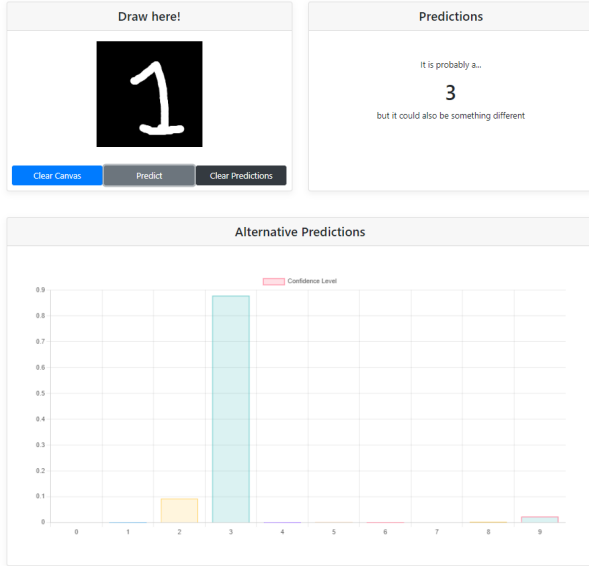 Draw here!
1
Clear Canvas Predict Clear Predictions
Predictions
It is probably a...
3
but it could also be something different
Alternative Predictions
Confidence Level
0.9
0.8
0.7
0.6
0.5
0.4
0.3
0.2
0.1
0
0 1 2 3 4 5 6 7 8 9